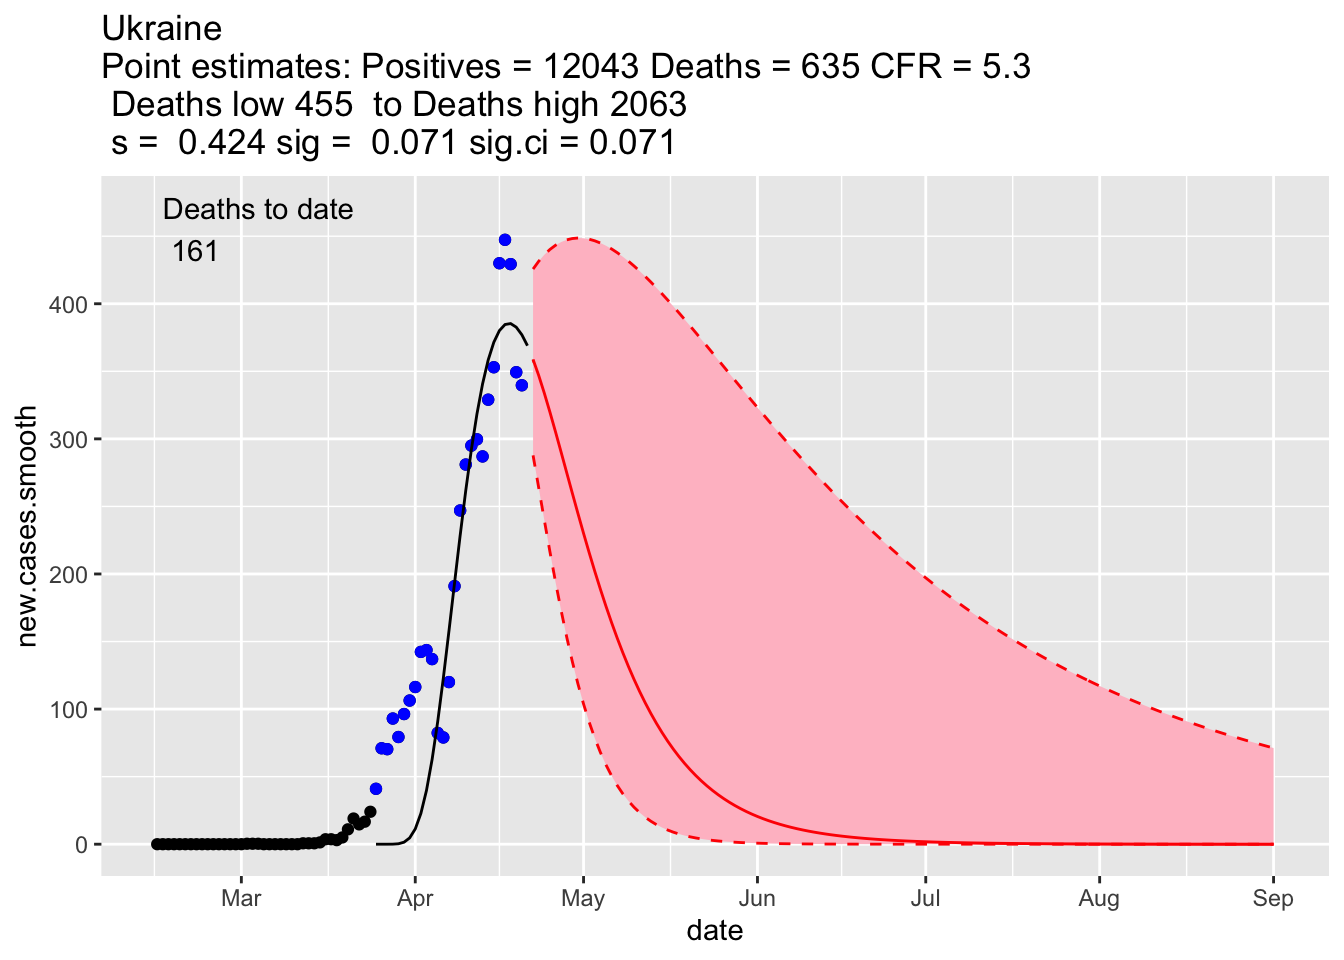 Ukraine
Point estimates: Positives = 12043 Deaths = 635 CFR = 5.3
Deaths low 455  to Deaths high 2063
s =  0.424 sig =  0.071 sig.ci = 0.071
Deaths to date
161
new.cases.smooth
400
300
200
100
0
Mar Apr May Jun Jul Aug Sep
date